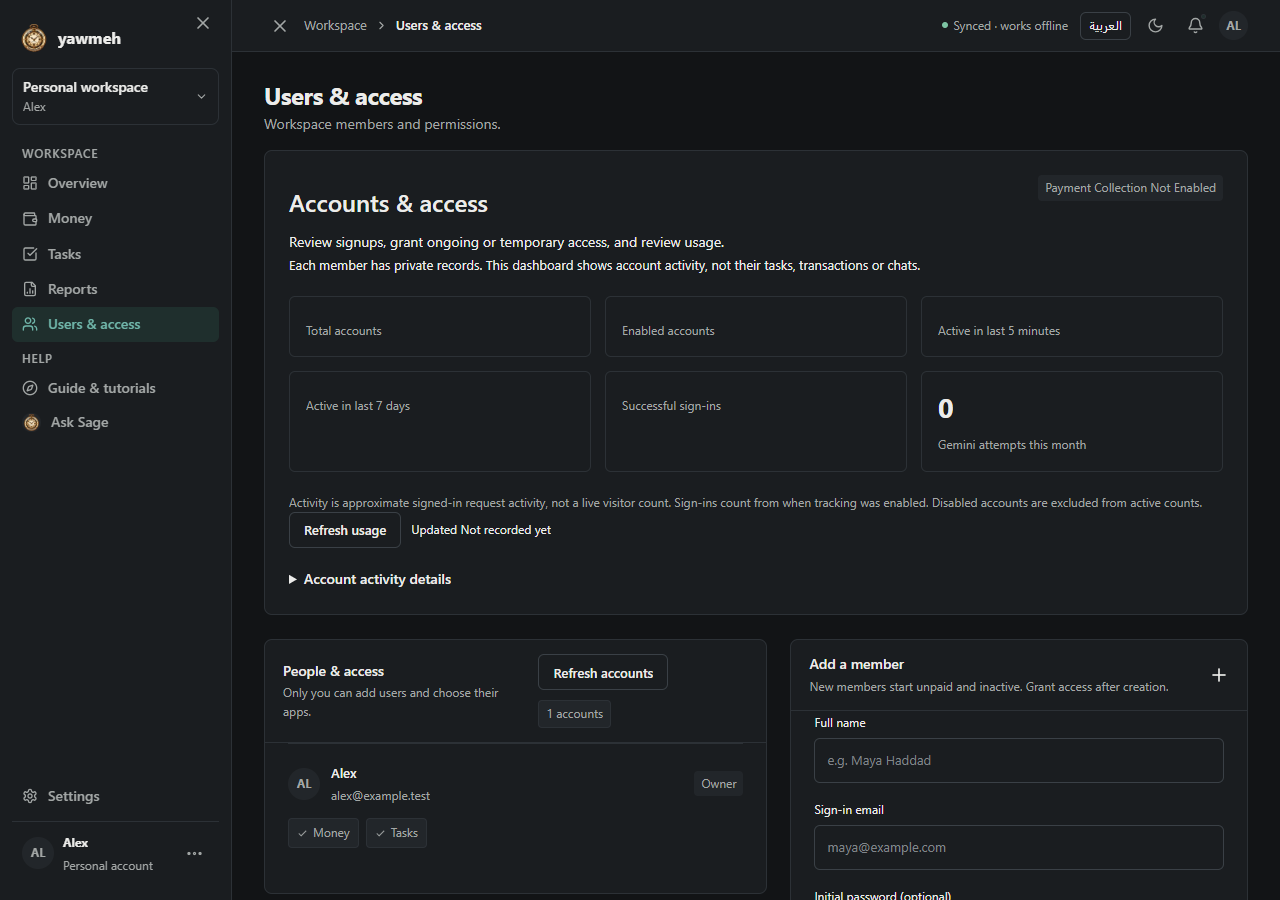 yawmeh
Personal workspace
Alex
WORKSPACE
Overview
Money
Tasks
Reports
Users & access
HELP
Guide & tutorials
Ask Sage
Settings
AL
Alex
Personal account
Workspace > Users & access
Synced · works offline
العربية
AL
Users & access
Workspace members and permissions.
Payment Collection Not Enabled
Accounts & access
Review signups, grant ongoing or temporary access, and review usage.
Each member has private records. This dashboard shows account activity, not their tasks, transactions or chats.
Total accounts
Enabled accounts
Active in last 5 minutes
Active in last 7 days
Successful sign-ins
0
Gemini attempts this month
Activity is approximate signed-in request activity, not a live visitor count. Sign-ins count from when tracking was enabled. Disabled accounts are excluded from active counts.
Refresh usage
Updated Not recorded yet
Account activity details
People & access
Only you can add users and choose their
apps.
Refresh accounts
1 accounts
AL
Alex
alex@example.test
Owner
Money
Tasks
Add a member
New members start unpaid and inactive. Grant access after creation.
Full name
e.g. Maya Haddad
Sign-in email
maya@example.com
Initial password (optional)